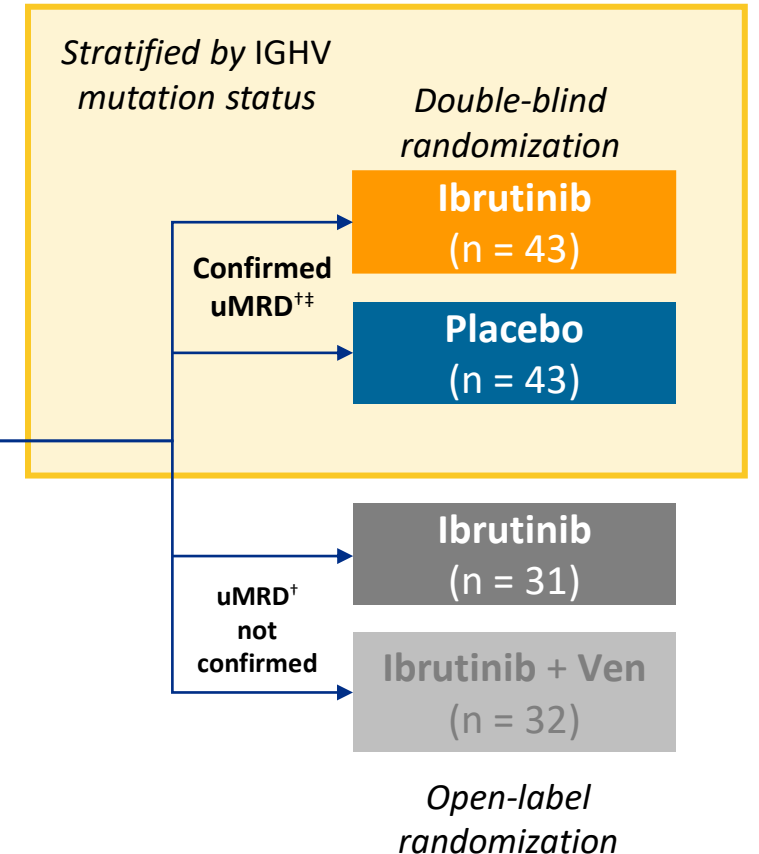 Stratified by IGHV
mutation status
Double-blind
randomization
Ibrutinib
(n = 43)
Confirmed
uMRD†‡
Placebo
(n = 43)
Ibrutinib
(n = 31)
uMRD†
not
confirmed
Ibrutinib + Ven
(n = 32)
Open-label
randomization